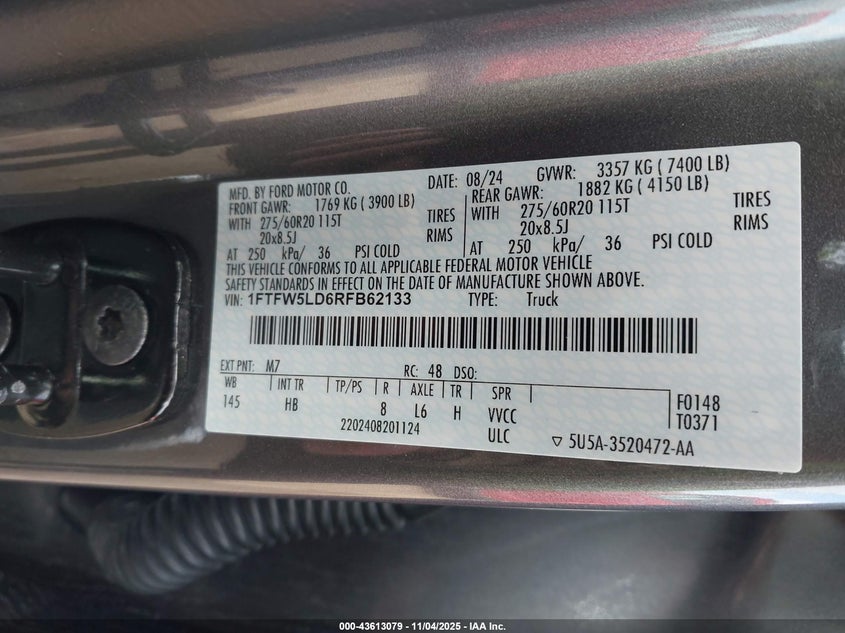 MFD. BY FORD MOTOR CO.
DATE: 08/24 GVWR: 3357 KG ( 7400 LB)
FRONT GAWR: 1769 KG ( 3900 LB)
REAR GAWR: 1882 KG ( 4150 LB)
WITH 275/60R20 115T TIRES
WITH 275/60R20 115T TIRES
20x8.5J RIMS
20x8.5J RIMS
AT 250 kPa/ 36 PSI COLD
AT 250 kPa/ 36 PSI COLD
THIS VEHICLE CONFORMS TO ALL APPLICABLE FEDERAL MOTOR VEHICLE
SAFETY STANDARDS IN EFFECT ON THE DATE OF MANUFACTURE SHOWN ABOVE.
VIN: 1FTFW5LD6RFB62133 TYPE: Truck
EXT PNT: M7 RC: 48 DSO:
WB INT TR TP/PS R AXLE TR SPR
145 HB 8 L6 H VVCC
2202408201124 ULC
F0148
T0371
▽ 5U5A-3520472-AA
000-43613079 - 11/04/2025 - IAA Inc.